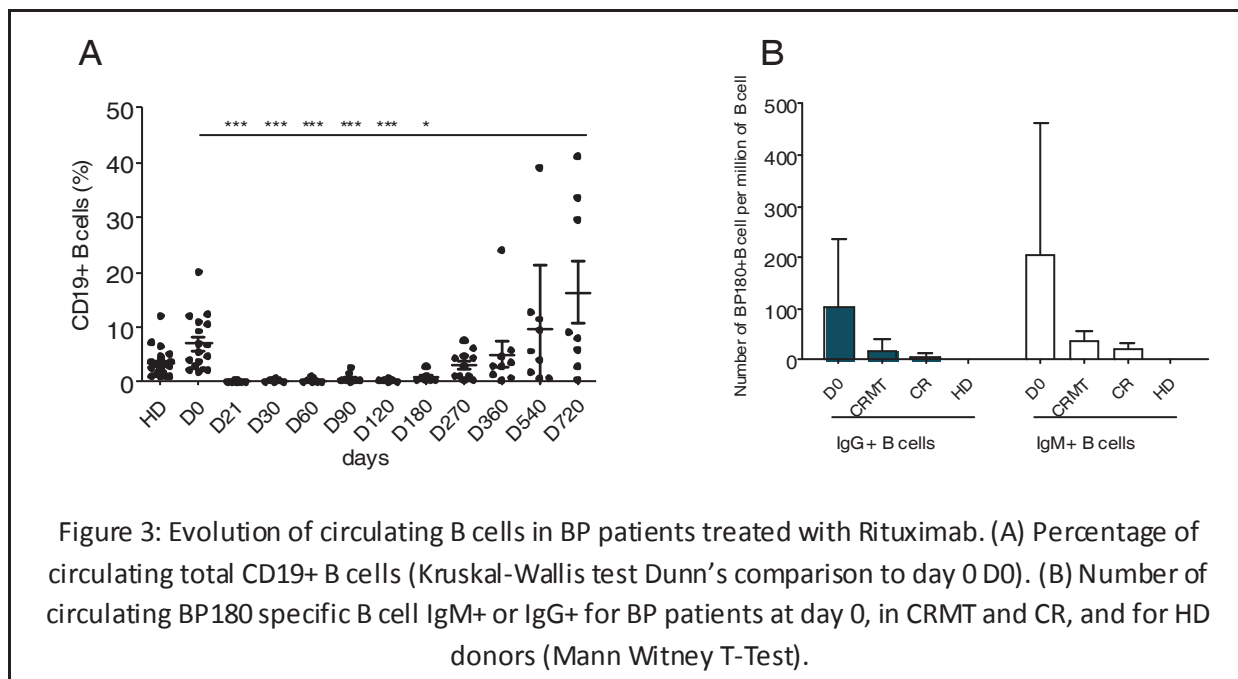 A
CD19+ B cells (%)
50
40
30
20
10
0
*** *** *** *** *** *
HD D0 D21 D30 D60 D90 D120 D180 D270 D360 D540 D720
days
B
Number of BP180+B cell per million of B cell
500
400
300
200
100
0
D0 CRMT CR HD D0 CRMT CR HD
IgG+ B cells IgM+ B cells
Figure 3: Evolution of circulating B cells in BP patients treated with Rituximab. (A) Percentage of
circulating total CD19+ B cells (Kruskal-Wallis test Dunn's comparison to day 0 D0). (B) Number of
circulating BP180 specific B cell IgM+ or IgG+ for BP patients at day 0, in CRMT and CR, and for HD
donors (Mann Witney T-Test).